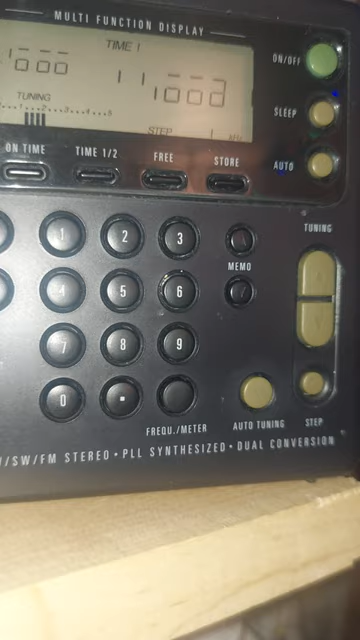 MULTI FUNCTION DISPLAY
TIME 1
ON/OFF
TUNING
SLEEP
STEP
ON TIME
TIME 1/2
FREE
STORE
AUTO
1
2
3
TUNING
MEMO
4
5
6
7
8
9
0
.
FREQU./METER
AUTO TUNING
STEP
/SW/FM STEREO • PLL SYNTHESIZED • DUAL CONVERSION